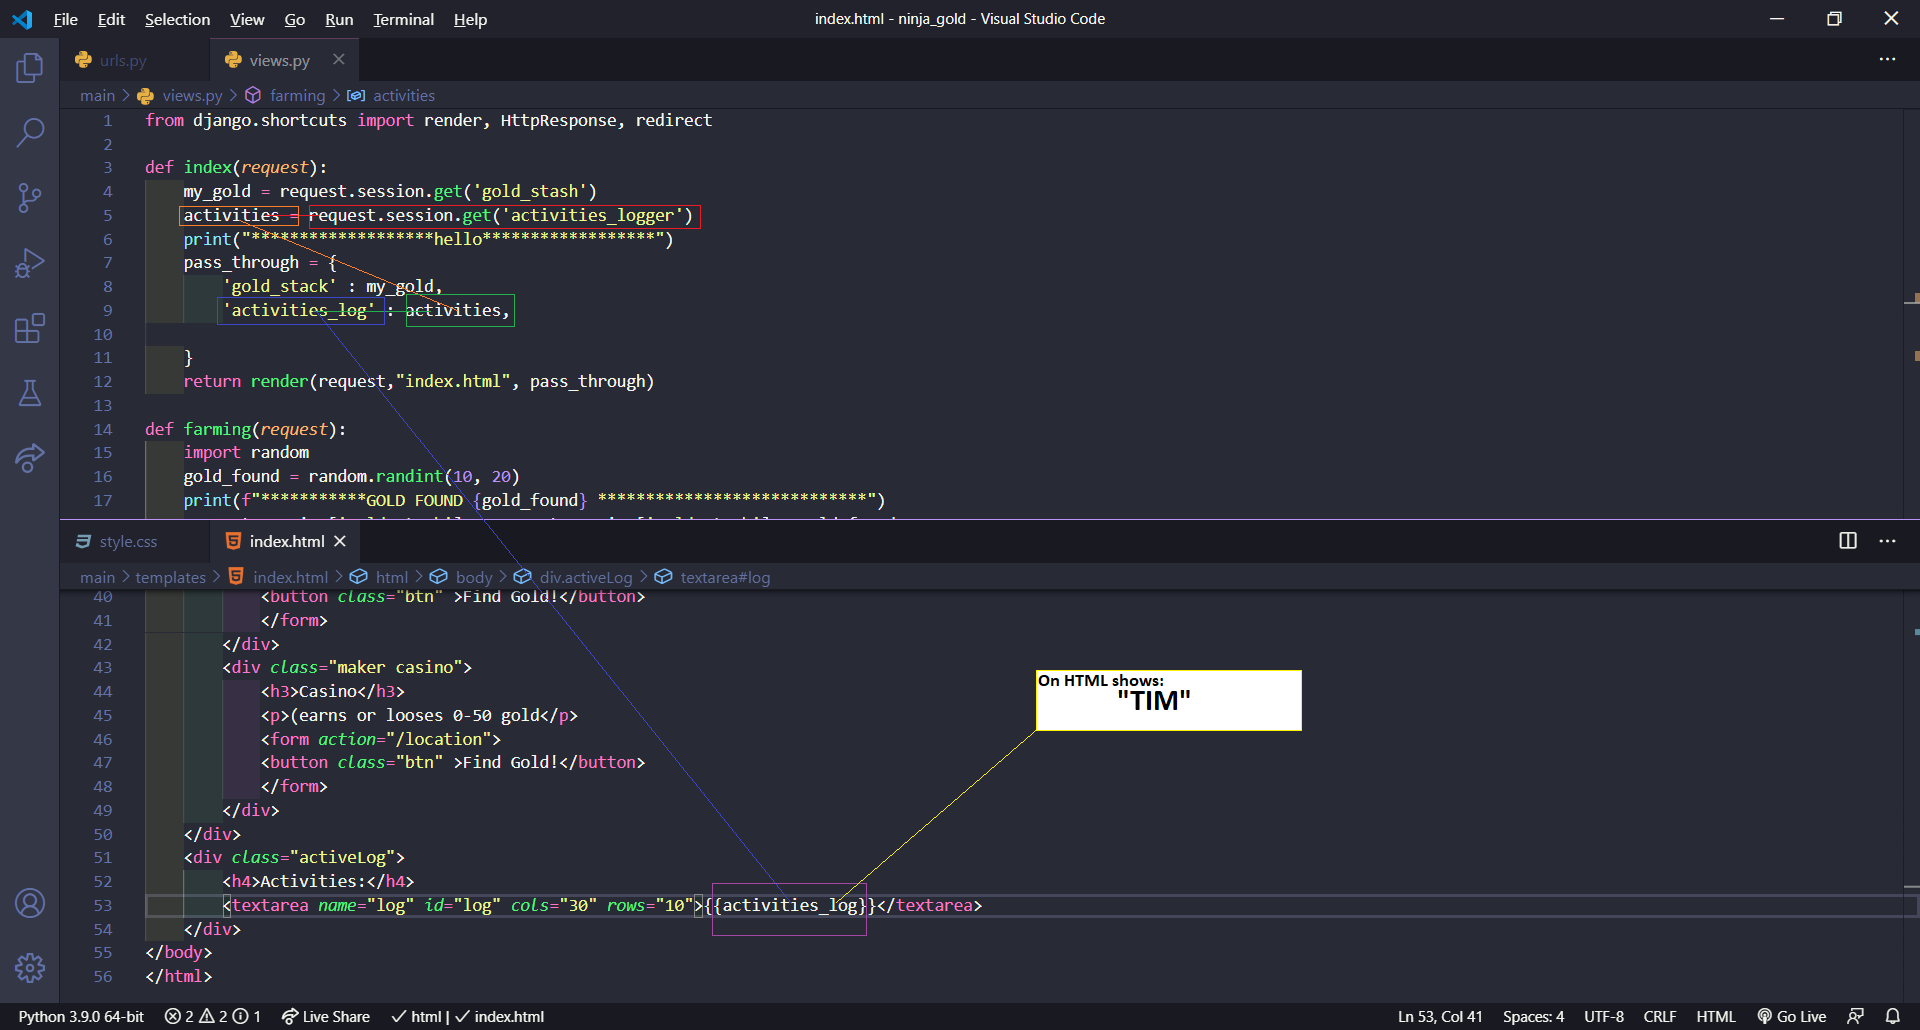 File Edit Selection View Go Run Terminal Help index.html - ninja_gold - Visual Studio Code
urls.py views.py
main > views.py > farming > activities
1 from django.shortcuts import render, HttpResponse, redirect
2
3 def index(request):
4 my_gold = request.session.get('gold_stash')
5 activities = request.session.get('activities_logger')
6 print("*******************hello******************")
7 pass_through = {
8 'gold_stack' : my_gold,
9 'activities_log' : activities,
10
11 }
12 return render(request,"index.html", pass_through)
13
14 def farming(request):
15 import random
16 gold_found = random.randint(10, 20)
17 print(f"***********GOLD FOUND {gold_found} ****************************")
style.css index.html
main > templates > index.html > html > body > div.activeLog > textarea#log
40 <button class="btn" >Find Gold!</button>
41 </form>
42 </div>
43 <div class="maker casino">
44 <h3>Casino</h3>
45 <p>(earns or looses 0-50 gold</p>
46 <form action="/location">
47 <button class="btn" >Find Gold!</button>
48 </form>
49 </div>
50 </div>
51 <div class="activeLog">
52 <h4>Activities:</h4>
53 <textarea name="log" id="log" cols="30" rows="10">{{activities_log}}</textarea>
54 </div>
55 </body>
56 </html>
On HTML shows:
"TIM"
Python 3.9.0 64-bit 2 2 1 Live Share html | index.html Ln 53, Col 41 Spaces: 4 UTF-8 CRLF HTML Go Live